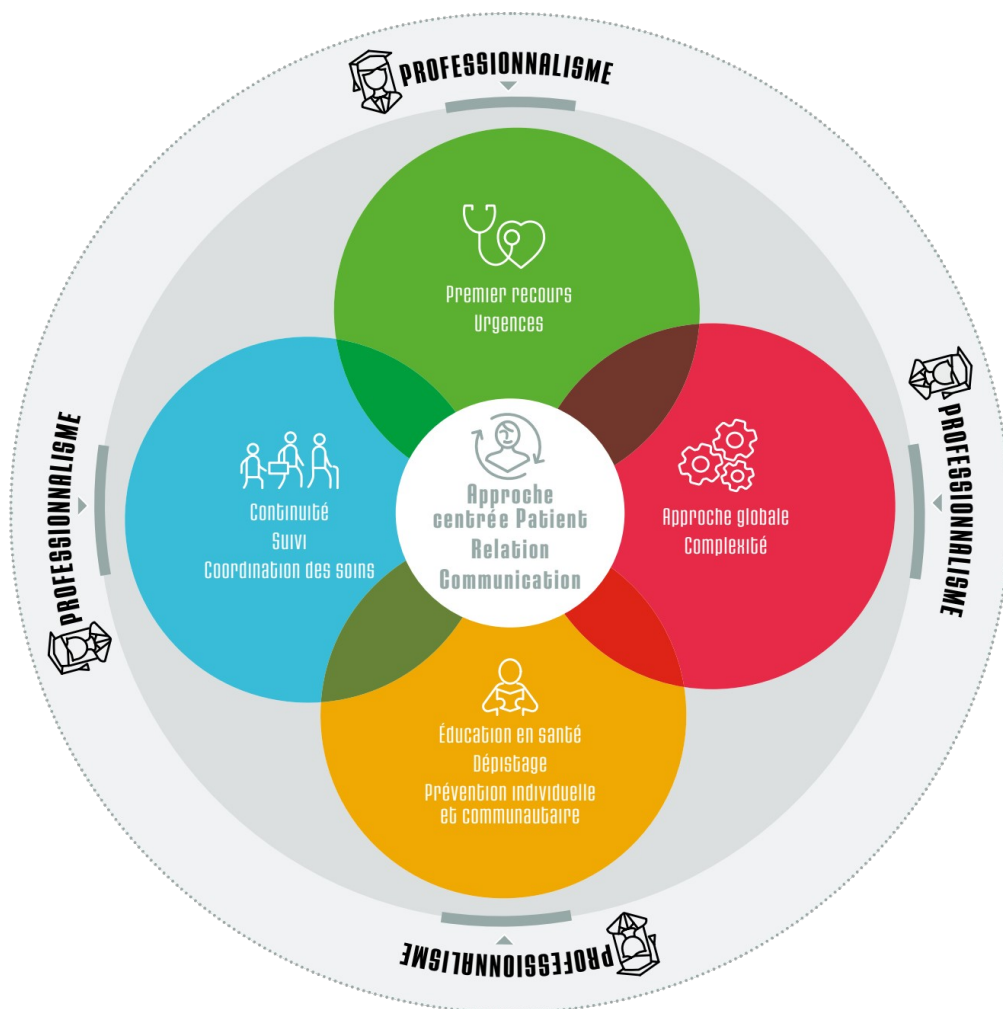 PROFESSIONNALISME
Premier recours
Urgences
PROFESSIONNALISME
Continuité
Suivi
Coordination des soins
Approche
centrée Patient
Relation
Communication
Approche globale
Complexité
PROFESSIONNALISME
Éducation en santé
Dépistage
Prévention individuelle
et communautaire
PROFESSIONNALISME